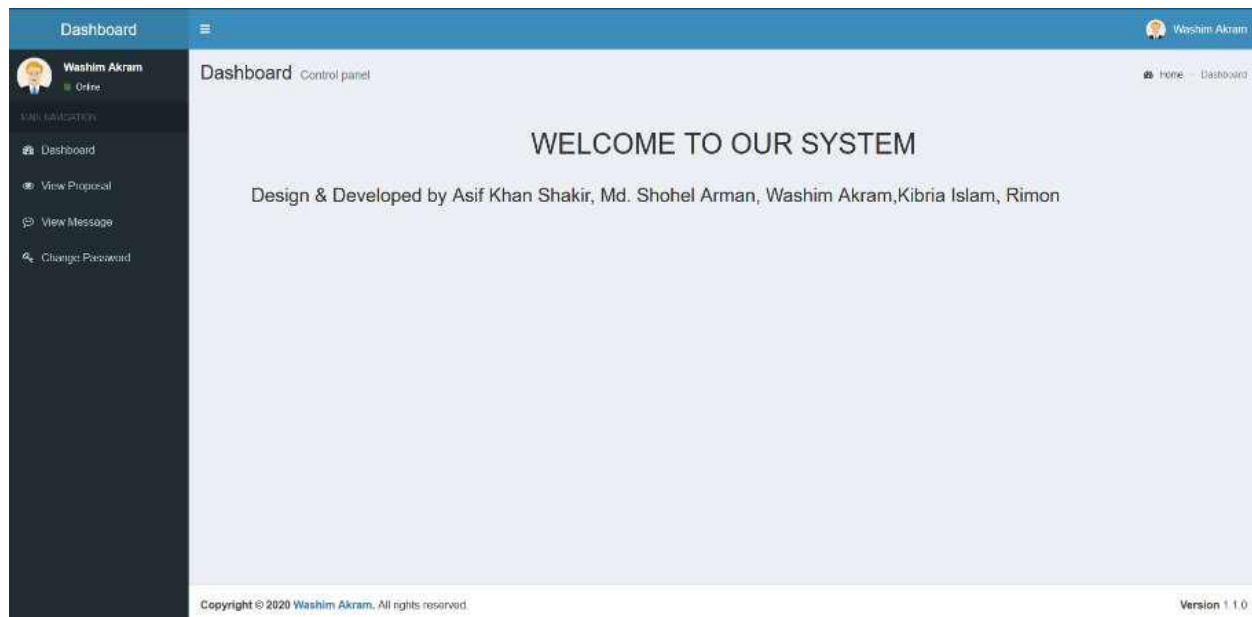 Dashboard
Washim Akram
Washim Akram
Online
MAIN NAVIGATION
Dashboard
View Proposal
View Message
Change Password
Dashboard Control panel
Home Dashboard
WELCOME TO OUR SYSTEM
Design & Developed by Asif Khan Shakir, Md. Shohel Arman, Washim Akram,Kibria Islam, Rimon
Copyright © 2020 Washim Akram. All rights reserved.
Version 1.1.0